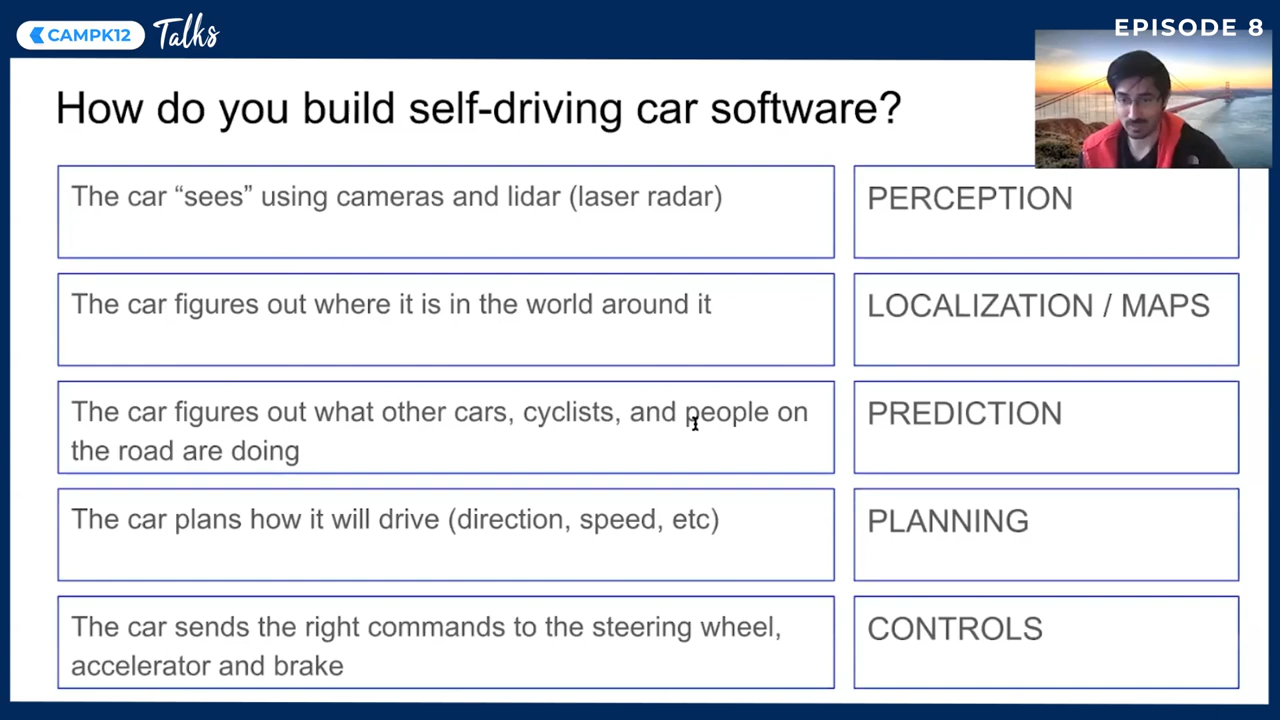 CAMPK12 Talks
EPISODE 8
How do you build self-driving car software?
The car “sees” using cameras and lidar (laser radar)
PERCEPTION
The car figures out where it is in the world around it
LOCALIZATION / MAPS
The car figures out what other cars, cyclists, and people on
the road are doing
PREDICTION
The car plans how it will drive (direction, speed, etc)
PLANNING
The car sends the right commands to the steering wheel,
accelerator and brake
CONTROLS